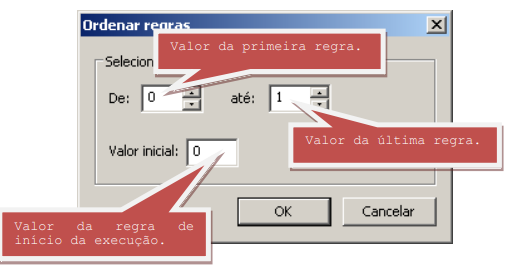 Ordenar regras
Valor da primeira regra.
Selecion
De: 0 até: 1
Valor da última regra.
Valor inicial: 0
OK Cancelar
Valor da regra de
início da execução.